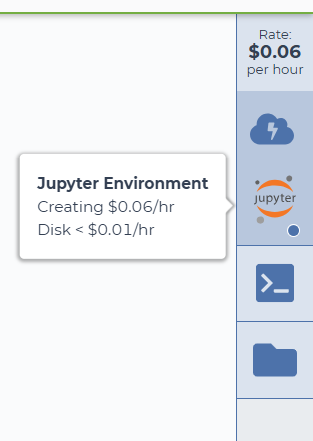 Rate:
$0.06
per hour
Jupyter Environment
Creating $0.06/hr
Disk < $0.01/hr
jupyter